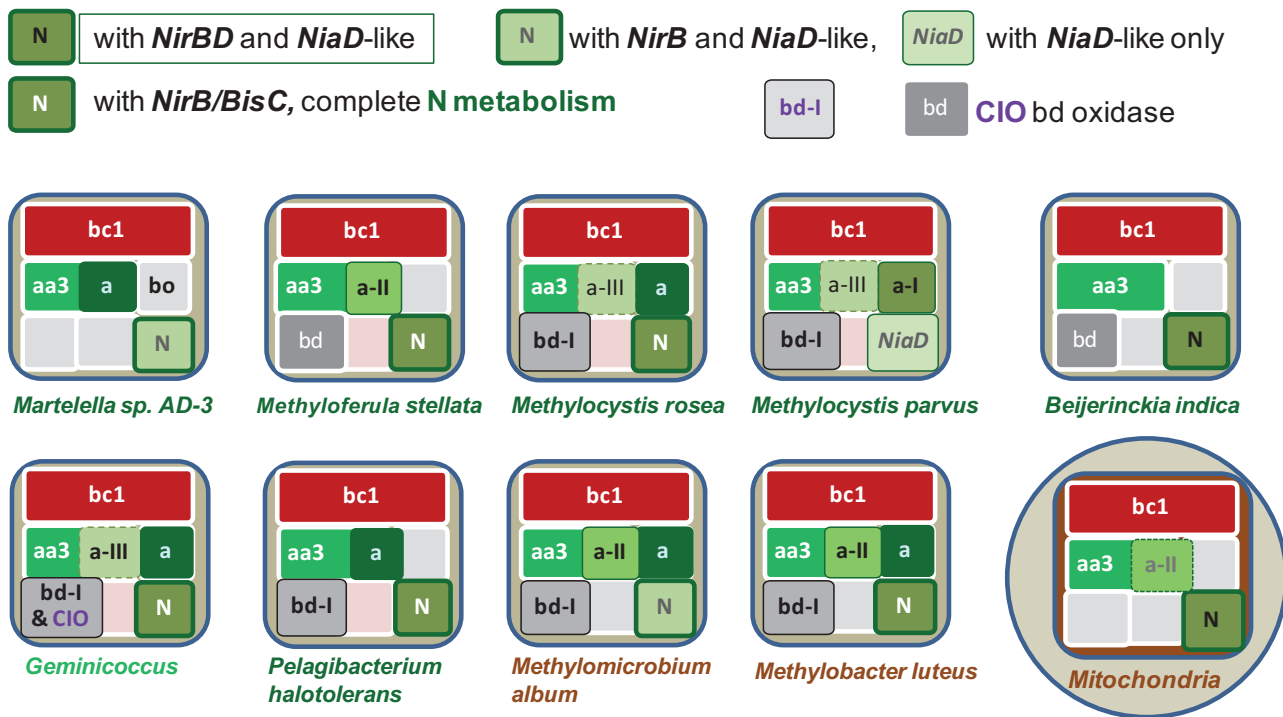 N with NirBD and NiaD-like N with NirB and NiaD-like, NiaD with NiaD-like only
N with NirB/BisC, complete N metabolism bd-I bd CIO bd oxidase
bc1 bc1 bc1 bc1 bc1
aa3 a bo aa3 a-II aa3 a-III a aa3 a-III a-I aa3
N bd N bd-I N bd-I NiaD bd N
Martelella sp. AD-3 Methyloferula stellata Methylocystis rosea Methylocystis parvus Beijerinckia indica
bc1 bc1 bc1 bc1 bc1
aa3 a-III a aa3 a aa3 a-II a aa3 a-II a aa3 a-II
bd-I
& CIO N bd-I N bd-I N bd-I N N
Geminicoccus Pelagibacterium
halotolerans Methylomicrobium
album Methylobacter luteus Mitochondria